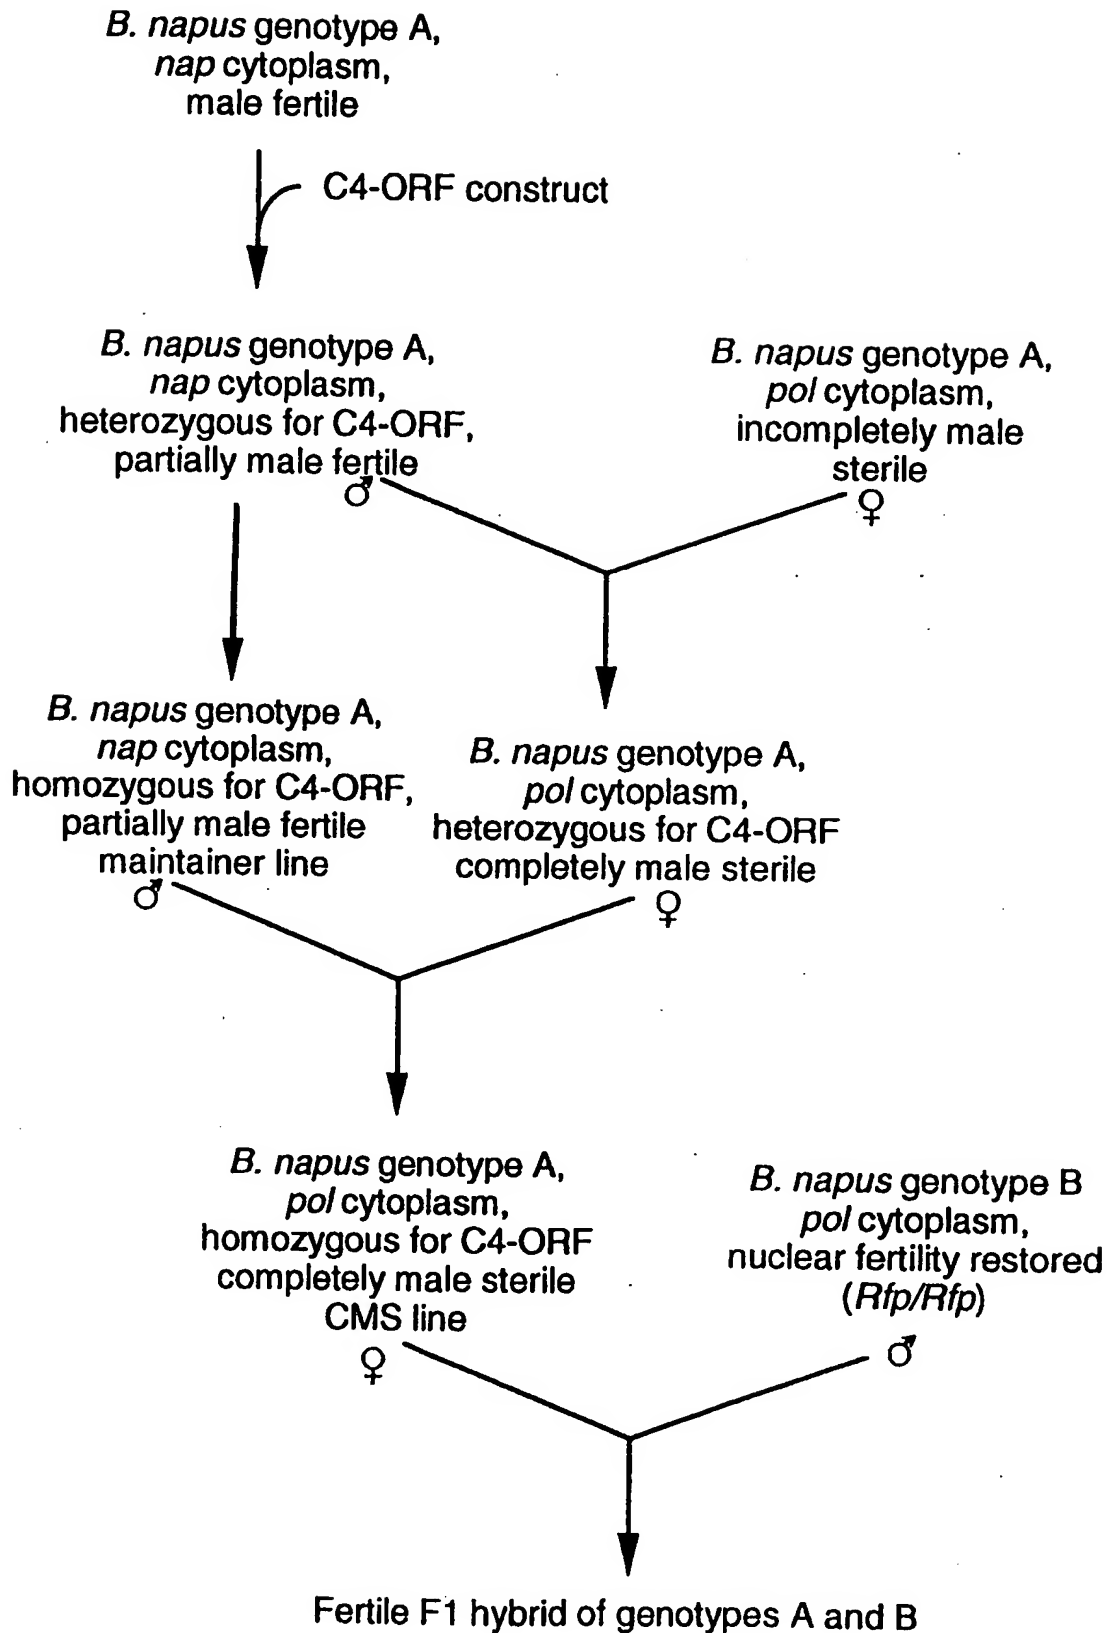 B. napus genotype A,
nap cytoplasm,
male fertile
C4-ORF construct
B. napus genotype A,
nap cytoplasm,
heterozygous for C4-ORF,
partially male fertile
♂
B. napus genotype A,
pol cytoplasm,
incompletely male
sterile
♀
B. napus genotype A,
nap cytoplasm,
homozygous for C4-ORF,
partially male fertile
maintainer line
♂
B. napus genotype A,
pol cytoplasm,
heterozygous for C4-ORF
completely male sterile
♀
B. napus genotype A,
pol cytoplasm,
homozygous for C4-ORF
completely male sterile
CMS line
♀
B. napus genotype B
pol cytoplasm,
nuclear fertility restored
(Rfp/Rfp)
♂
Fertile F1 hybrid of genotypes A and B